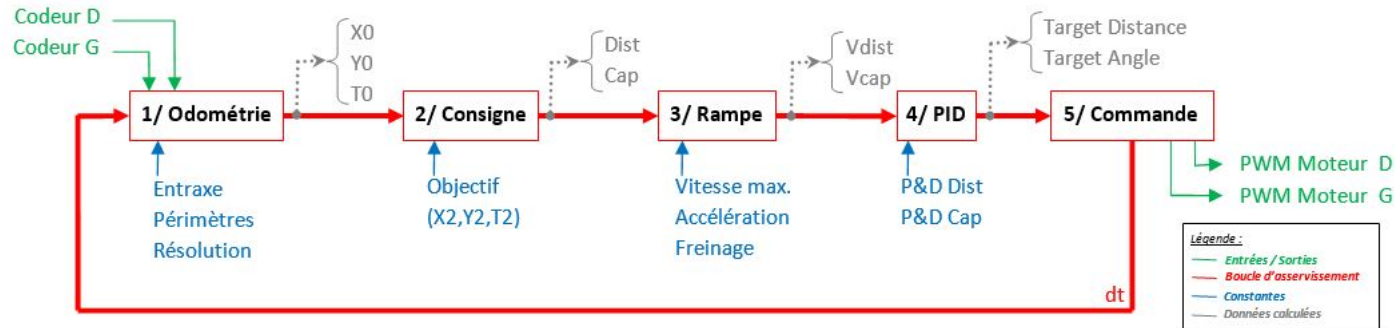 Codeur D
Codeur G
X0
Y0
T0
Dist
Cap
Vdist
Vcap
Target Distance
Target Angle
1/ Odométrie
2/ Consigne
3/ Rampe
4/ PID
5/ Commande
Entraxe
Périmètres
Résolution
Objectif
(X2,Y2,T2)
Vitesse max.
Accélération
Freinage
P&D Dist
P&D Cap
PWM Moteur D
PWM Moteur G
dt
Légende :
Entrées / Sorties
Boucle d'asservissement
Constantes
Données calculées